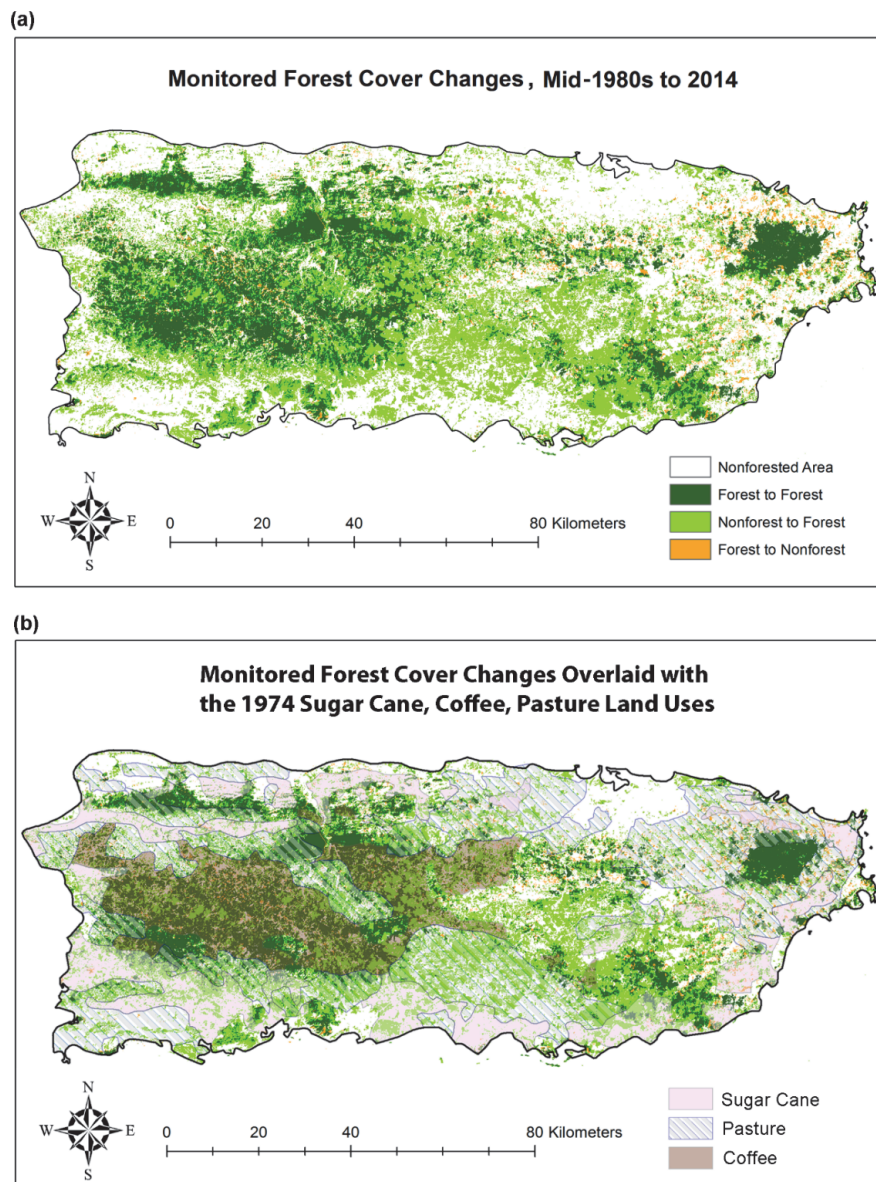 (a)
Monitored Forest Cover Changes , Mid-1980s to 2014
N
W E
S
0 20 40 80 Kilometers
Nonforested Area
Forest to Forest
Nonforest to Forest
Forest to Nonforest
(b)
Monitored Forest Cover Changes Overlaid with
the 1974 Sugar Cane, Coffee, Pasture Land Uses
N
W E
S
0 20 40 80 Kilometers
Sugar Cane
Pasture
Coffee